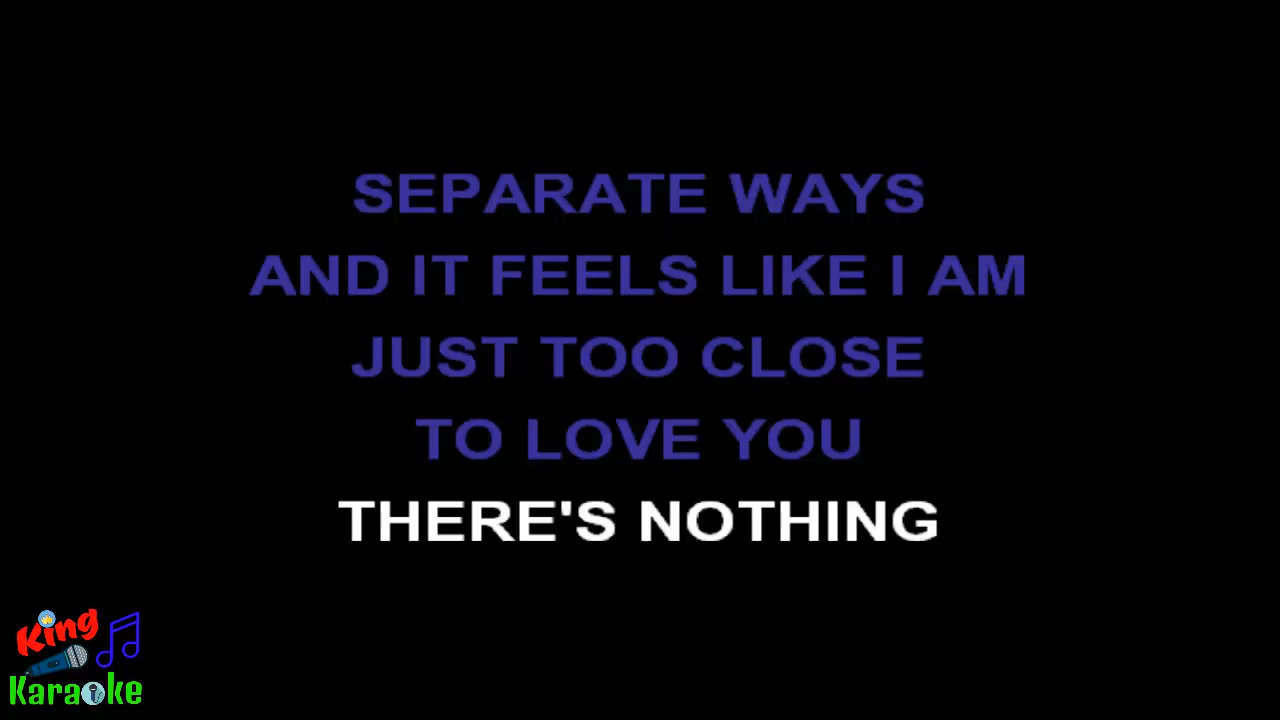 SEPARATE WAYS
AND IT FEELS LIKE I AM
JUST TOO CLOSE
TO LOVE YOU
THERE'S NOTHING
King
Karaoke